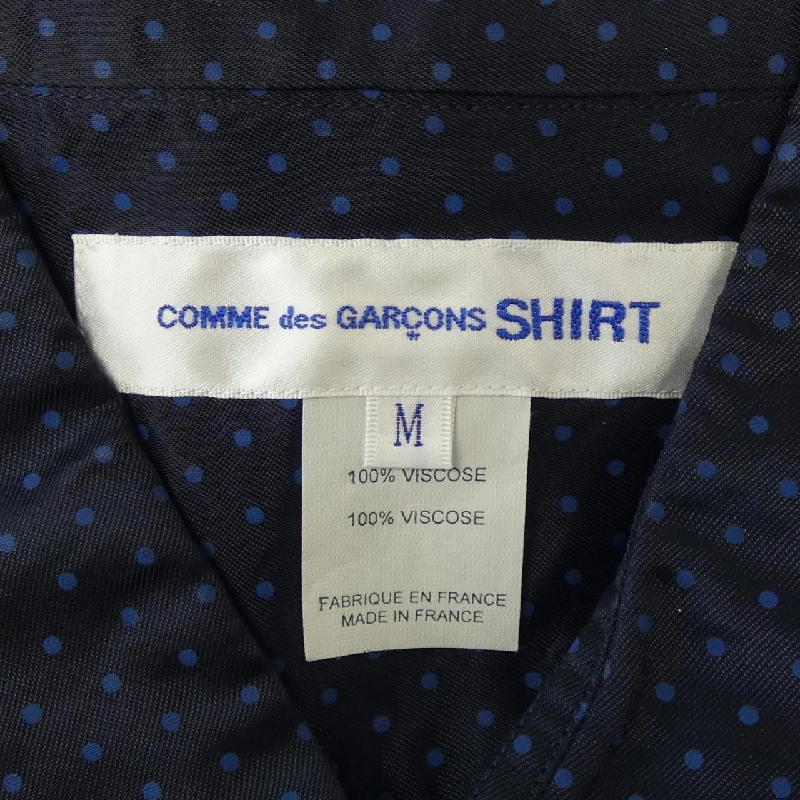 COMME des GARÇONS SHIRT
M
100% VISCOSE
100% VISCOSE
FABRIQUE EN FRANCE
MADE IN FRANCE